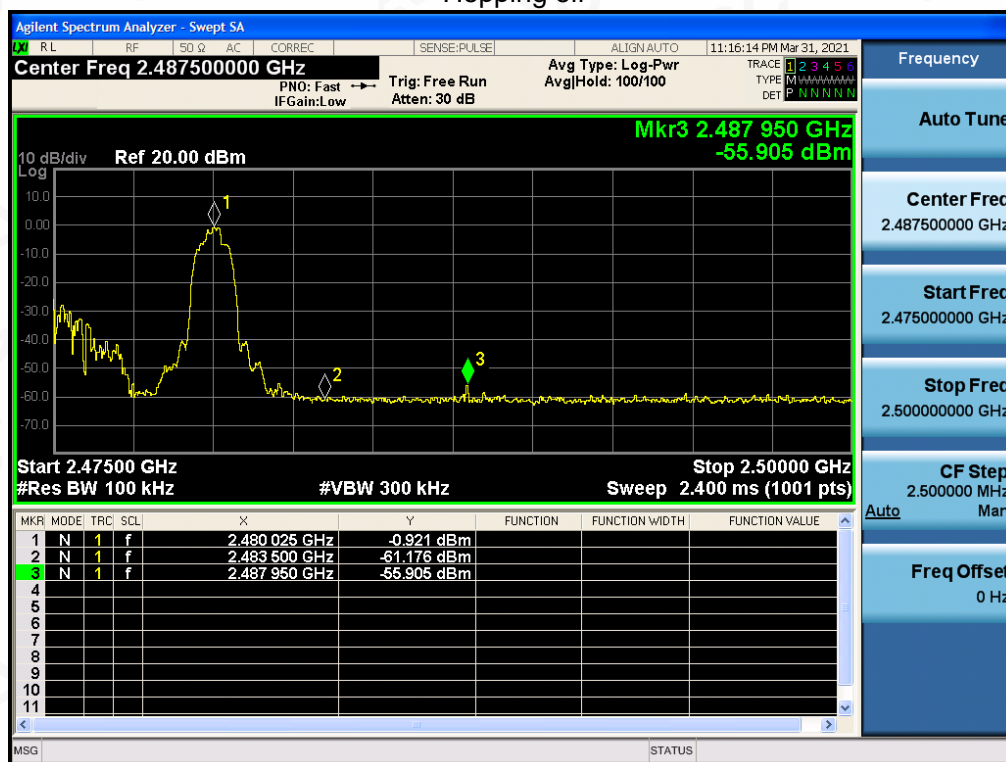 Hopping off
Agilent Spectrum Analyzer - Swept SA
LXI RL RF 50 Ω AC CORREC SENSE:PULSE ALIGN AUTO 11:16:14 PM Mar 31, 2021
Center Freq 2.487500000 GHz
PNO: Fast
IFGain:Low
Trig: Free Run
Atten: 30 dB
Avg Type: Log-Pwr
Avg|Hold: 100/100
TRACE 1 2 3 4 5 6
TYPE M
DET P N N N N N
Mkr3 2.487 950 GHz
-55.905 dBm
10 dB/div Ref 20.00 dBm
Log
10.0
0.00
-10.0
-20.0
-30.0
-40.0
-50.0
-60.0
-70.0
1
2
3
Start 2.47500 GHz Stop 2.50000 GHz
#Res BW 100 kHz #VBW 300 kHz Sweep 2.400 ms (1001 pts)
MKR MODE TRC SCL X Y FUNCTION FUNCTION WIDTH FUNCTION VALUE
1 N 1 f 2.480 025 GHz -0.921 dBm
2 N 1 f 2.483 500 GHz -61.176 dBm
3 N 1 f 2.487 950 GHz -55.905 dBm
4
5
6
7
8
9
10
11
MSG STATUS
Frequency
Auto Tune
Center Freq
2.487500000 GHz
Start Freq
2.475000000 GHz
Stop Freq
2.500000000 GHz
CF Step
2.500000 MHz
Auto Man
Freq Offset
0 Hz